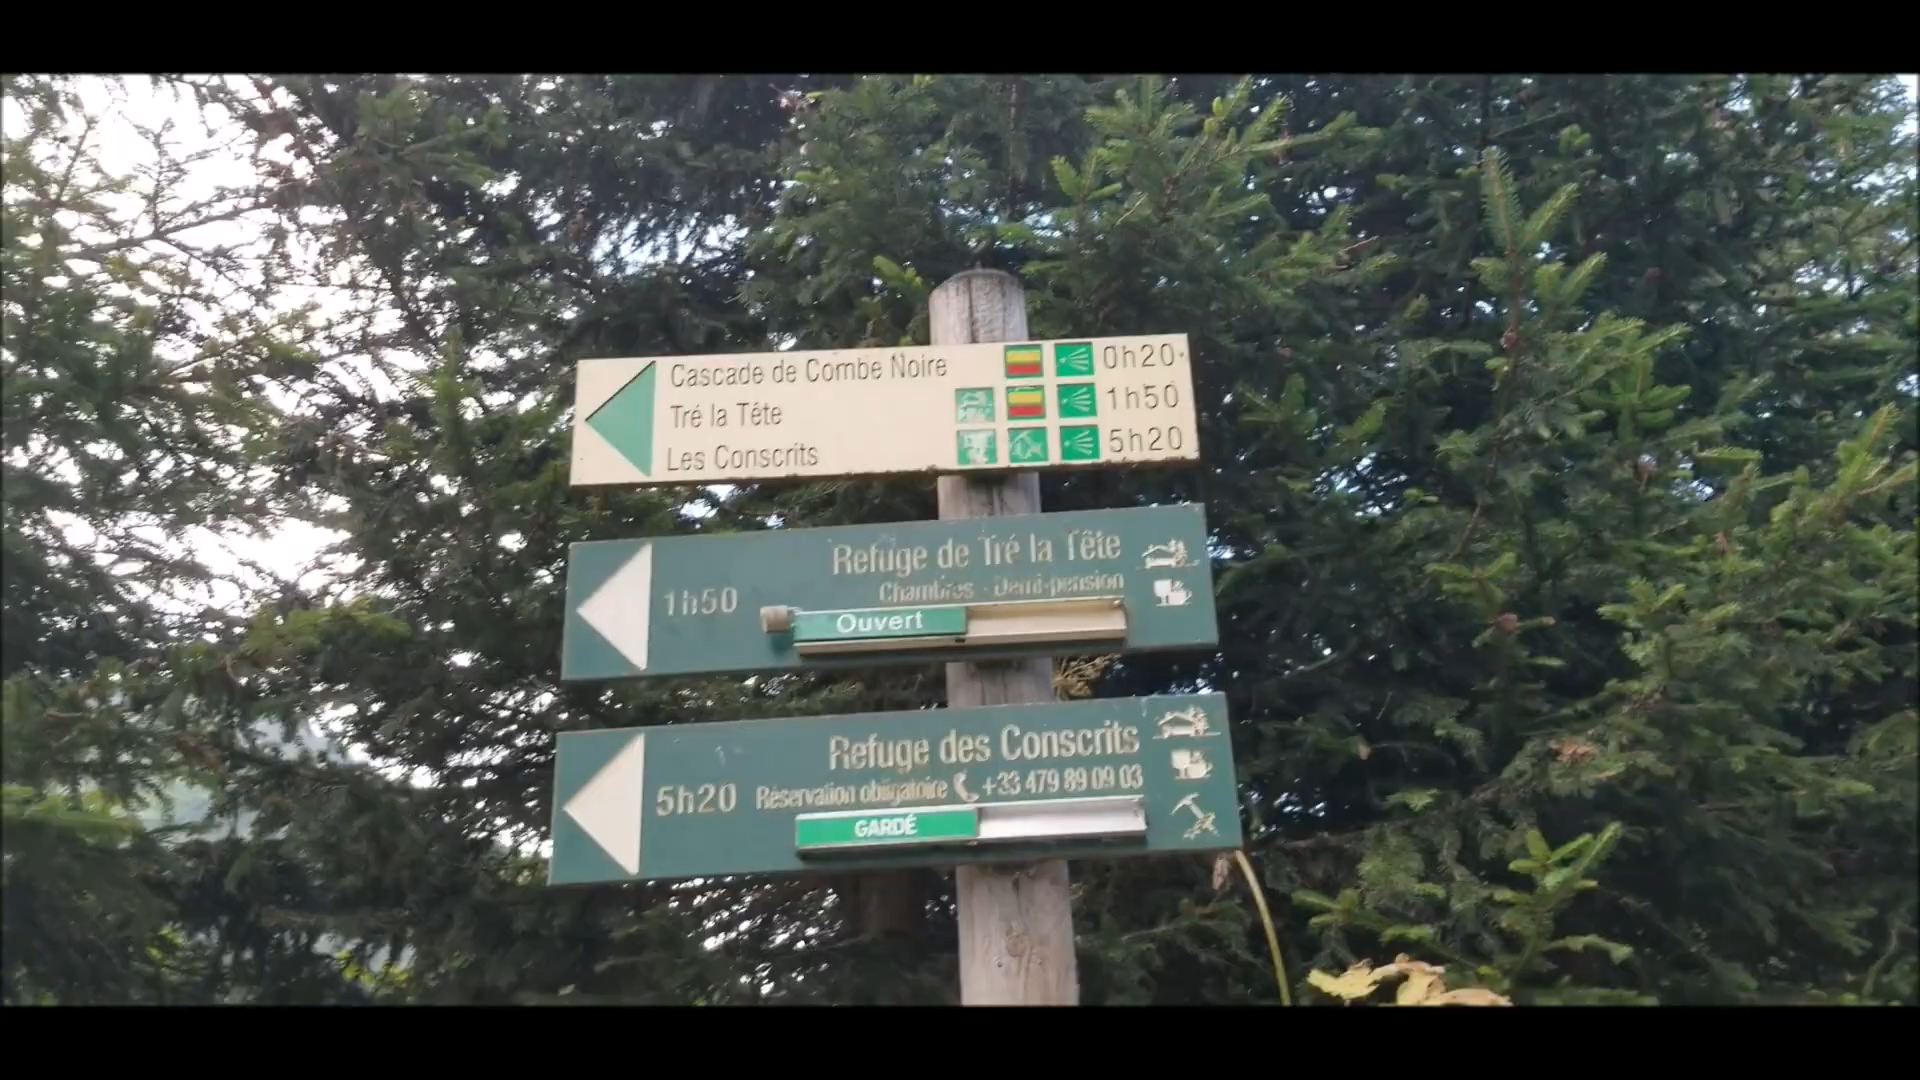 Cascade de Combe Noire 0h20
Tré la Tête 1h50
Les Conscrits 5h20
Refuge de Tré la Tête
Chambres - Demi-pension
1h50
Ouvert
Refuge des Conscrits
5h20 Réservation obligatoire +33 479 89 09 03
GARDÉ